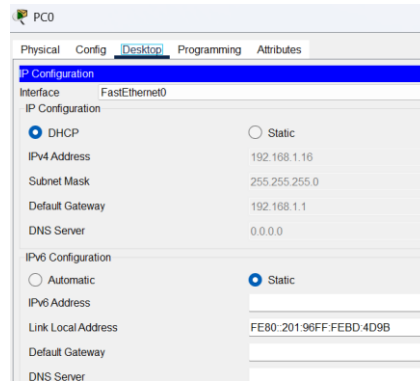 PC0
Physical Config Desktop Programming Attributes
IP Configuration
Interface FastEthernet0
IP Configuration
DHCP Static
IPv4 Address 192.168.1.16
Subnet Mask 255.255.255.0
Default Gateway 192.168.1.1
DNS Server 0.0.0.0
IPv6 Configuration
Automatic Static
IPv6 Address
Link Local Address FE80::201:96FF:FEBD:4D9B
Default Gateway
DNS Server